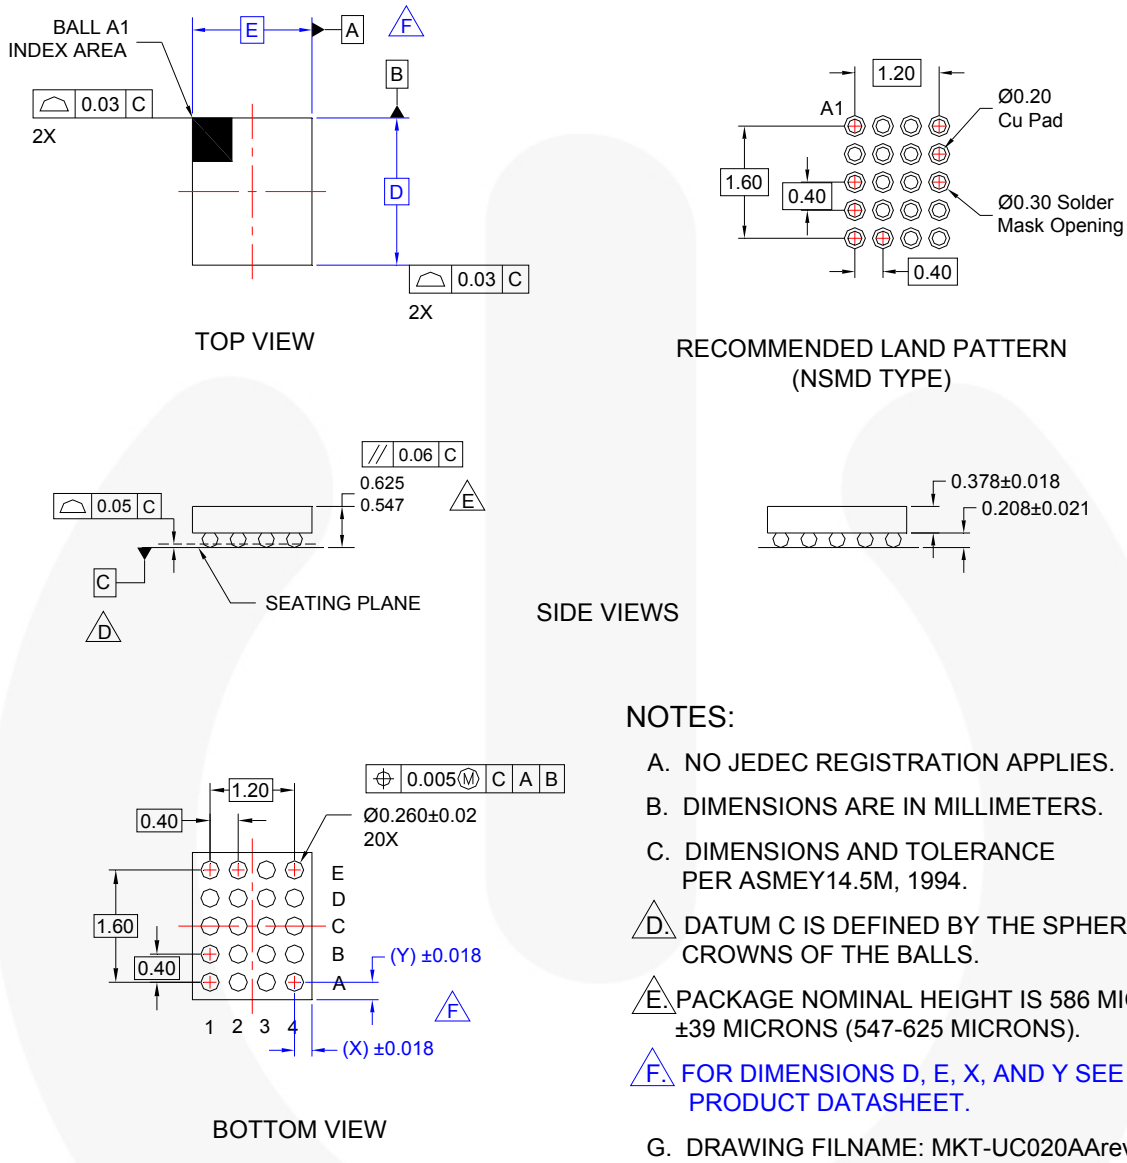 BALL A1
INDEX AREA
E
A
F
B
0.03 C
2X
D
0.03 C
2X
TOP VIEW
1.20
A1
Ø0.20
Cu Pad
1.60
0.40
Ø0.30 Solder
Mask Opening
0.40
RECOMMENDED LAND PATTERN
(NSMD TYPE)
// 0.06 C
0.625
0.547
E
0.05 C
C
D
SEATING PLANE
0.378±0.018
0.208±0.021
SIDE VIEWS
1.20
0.005Ⓜ C A B
0.40
Ø0.260±0.02
20X
E
D
1.60
C
B
0.40
A
(Y) ±0.018
F
1 2 3 4
(X) ±0.018
BOTTOM VIEW
NOTES:
A. NO JEDEC REGISTRATION APPLIES.
B. DIMENSIONS ARE IN MILLIMETERS.
C. DIMENSIONS AND TOLERANCE
PER ASMEY14.5M, 1994.
D. DATUM C IS DEFINED BY THE SPHER
CROWNS OF THE BALLS.
E. PACKAGE NOMINAL HEIGHT IS 586 MI
±39 MICRONS (547-625 MICRONS).
F. FOR DIMENSIONS D, E, X, AND Y SEE
PRODUCT DATASHEET.
G. DRAWING FILNAME: MKT-UC020AArev